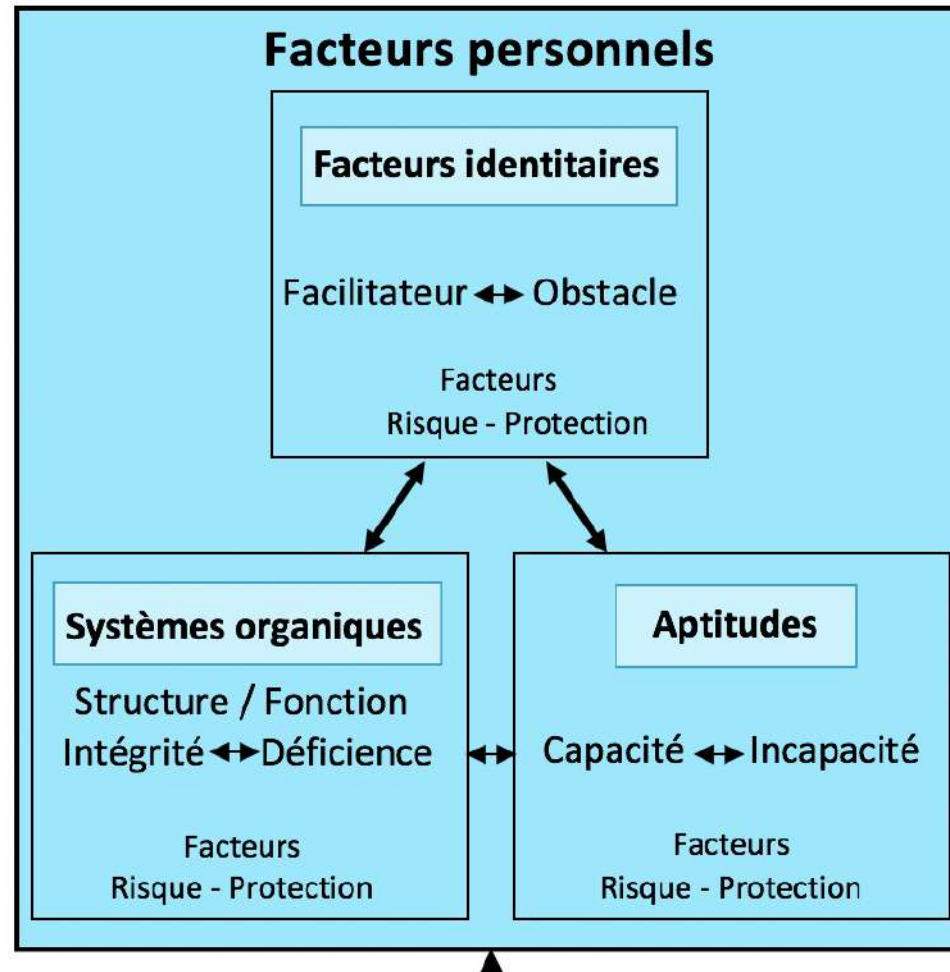 Facteurs personnels
Facteurs identitaires
Facilitateur ↔ Obstacle
Facteurs
Risque - Protection
Systèmes organiques
Structure / Fonction
Intégrité ↔ Déficience
Facteurs
Risque - Protection
Aptitudes
Capacité ↔ Incapacité
Facteurs
Risque - Protection